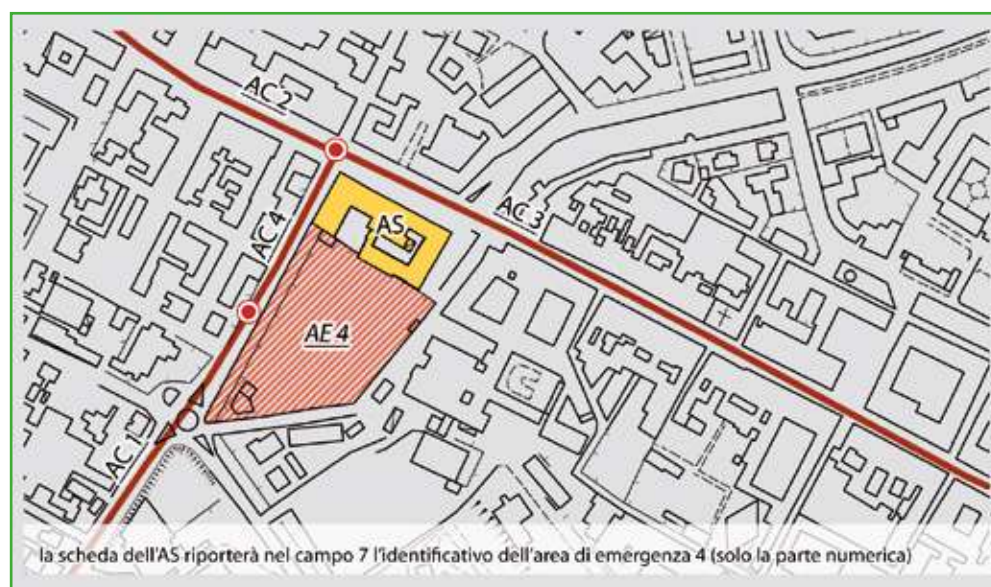 AC 2
AC 4
AS
AC 3
AE 4
AC 1
la scheda dell'AS riporterà nel campo 7 l'identificativo dell'area di emergenza 4 (solo la parte numerica)